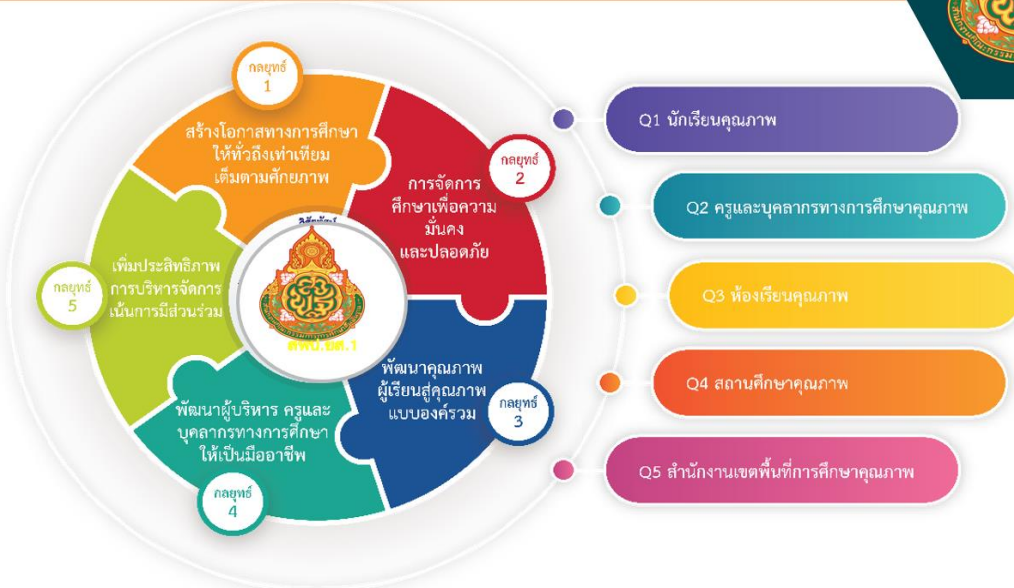 กลยุทธ์
1
สร้างโอกาสทางการศึกษา
ให้ทั่วถึงเท่าเทียม
เต็มตามศักยภาพ
กลยุทธ์
2
การจัดการ
ศึกษาเพื่อความ
มั่นคง
และปลอดภัย
พัฒนาคุณภาพ
ผู้เรียนสู่คุณภาพ
แบบองค์รวม
กลยุทธ์
3
พัฒนาผู้บริหาร ครูและ
บุคลากรทางการศึกษา
ให้เป็นมืออาชีพ
กลยุทธ์
4
เพิ่มประสิทธิภาพ
การบริหารจัดการ
เน้นการมีส่วนร่วม
กลยุทธ์
5
Q1 นักเรียนคุณภาพ
Q2 ครูและบุคลากรทางการศึกษาคุณภาพ
Q3 ห้องเรียนคุณภาพ
Q4 สถานศึกษาคุณภาพ
Q5 สำนักงานเขตพื้นที่การศึกษาคุณภาพ